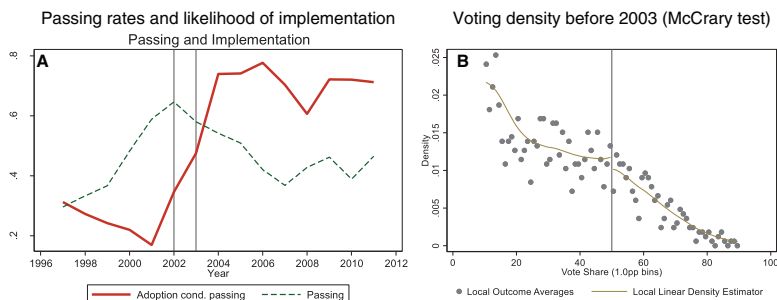 Passing rates and likelihood of implementation
Passing and Implementation
A
.8
.6
.4
.2
1996 1998 2000 2002 2004 2006 2008 2010 2012
Year
Adoption cond. passing Passing
Voting density before 2003 (McCrary test)
B
Density
.025
.02
.015
.01
.005
0
0 20 40 60 80 100
Vote Share (1.0pp bins)
Local Outcome Averages Local Linear Density Estimator